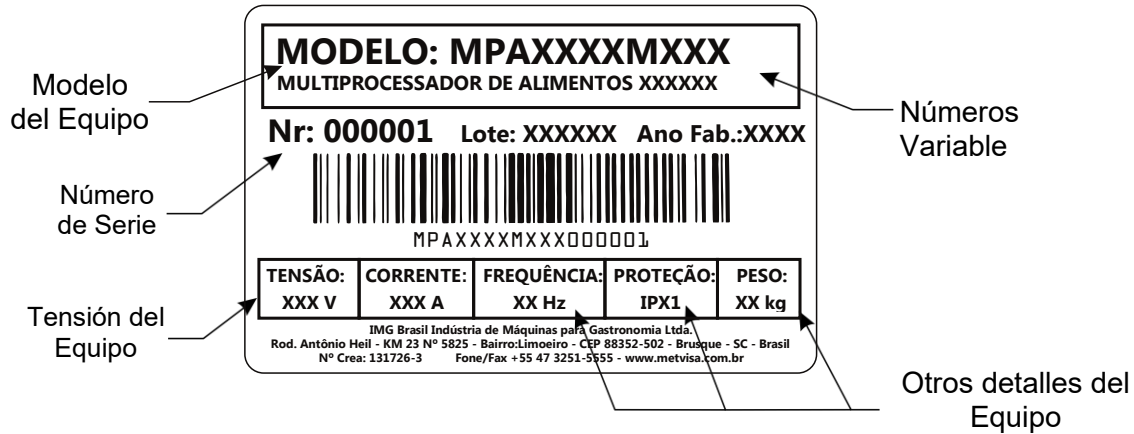 MODELO: MPAXXXXMXXX
MULTIPROCESSADOR DE ALIMENTOS XXXXXX
Modelo
del Equipo
Números
Variable
Nr: 000001 Lote: XXXXXX Ano Fab.:XXXX
Número
de Serie
MPAXXXXMXXX000001
TENSÃO: CORRENTE: FREQUÊNCIA: PROTEÇÃO: PESO:
XXX V XXX A XX Hz IPX1 XX kg
Tensión del
Equipo
IMG Brasil Indústria de Máquinas para Gastronomia Ltda.
Rod. Antônio Heil - KM 23 Nº 5825 - Bairro:Limoeiro - CEP 88352-502 - Brusque - SC - Brasil
Nº Crea: 131726-3 Fone/Fax +55 47 3251-5555 - www.metvisa.com.br
Otros detalles del
Equipo